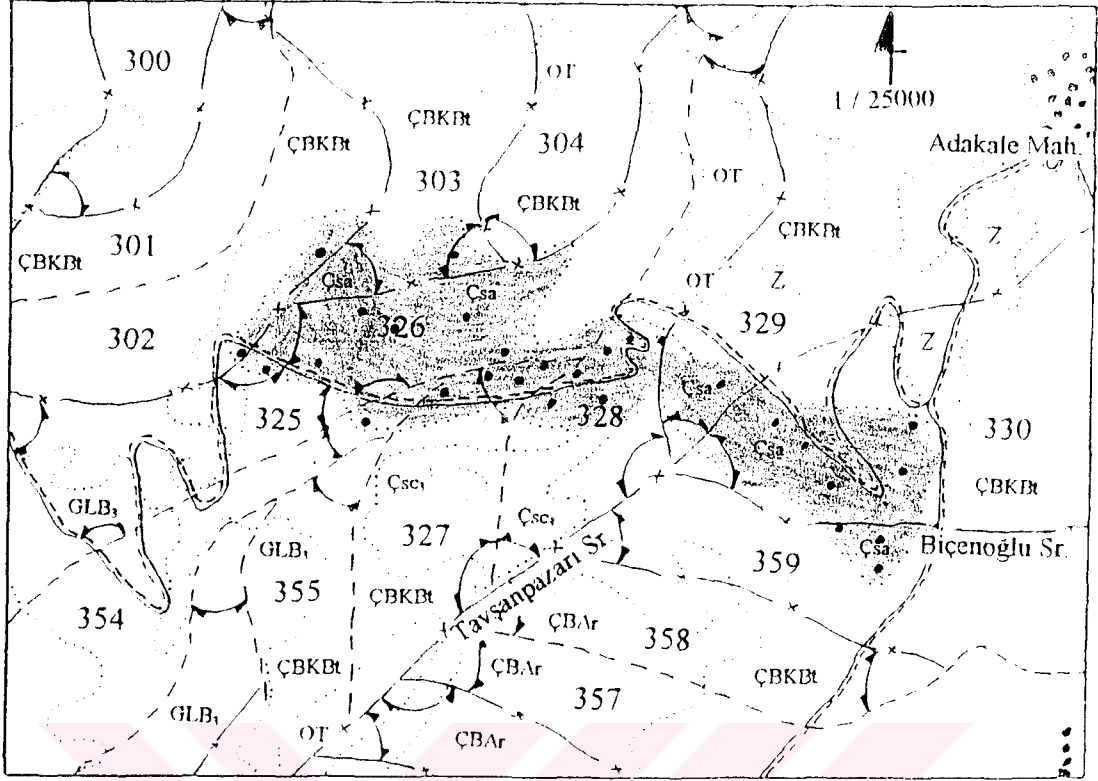 300
OT
1 / 25000
ÇBKBt
ÇBKBt
304
Adakale Mah.
303
OT
ÇBKBt
301
ÇBKBt
ÇBKBt
Z
Çsa
Çsa
OT
Z
302
326
329
Z
Çsa
325
328
330
Çsa
GLB₃
Çsc₁
ÇBKBt
Çsc₁
327
GLB₁
Çsa
Biçenoğlu Sr.
359
355
ÇBKBt
354
Tavşanpazarı Sr.
ÇBAr
358
ÇBKBt
ÇBAr
ÇBKBt
357
GLB₁
OT
ÇBAr